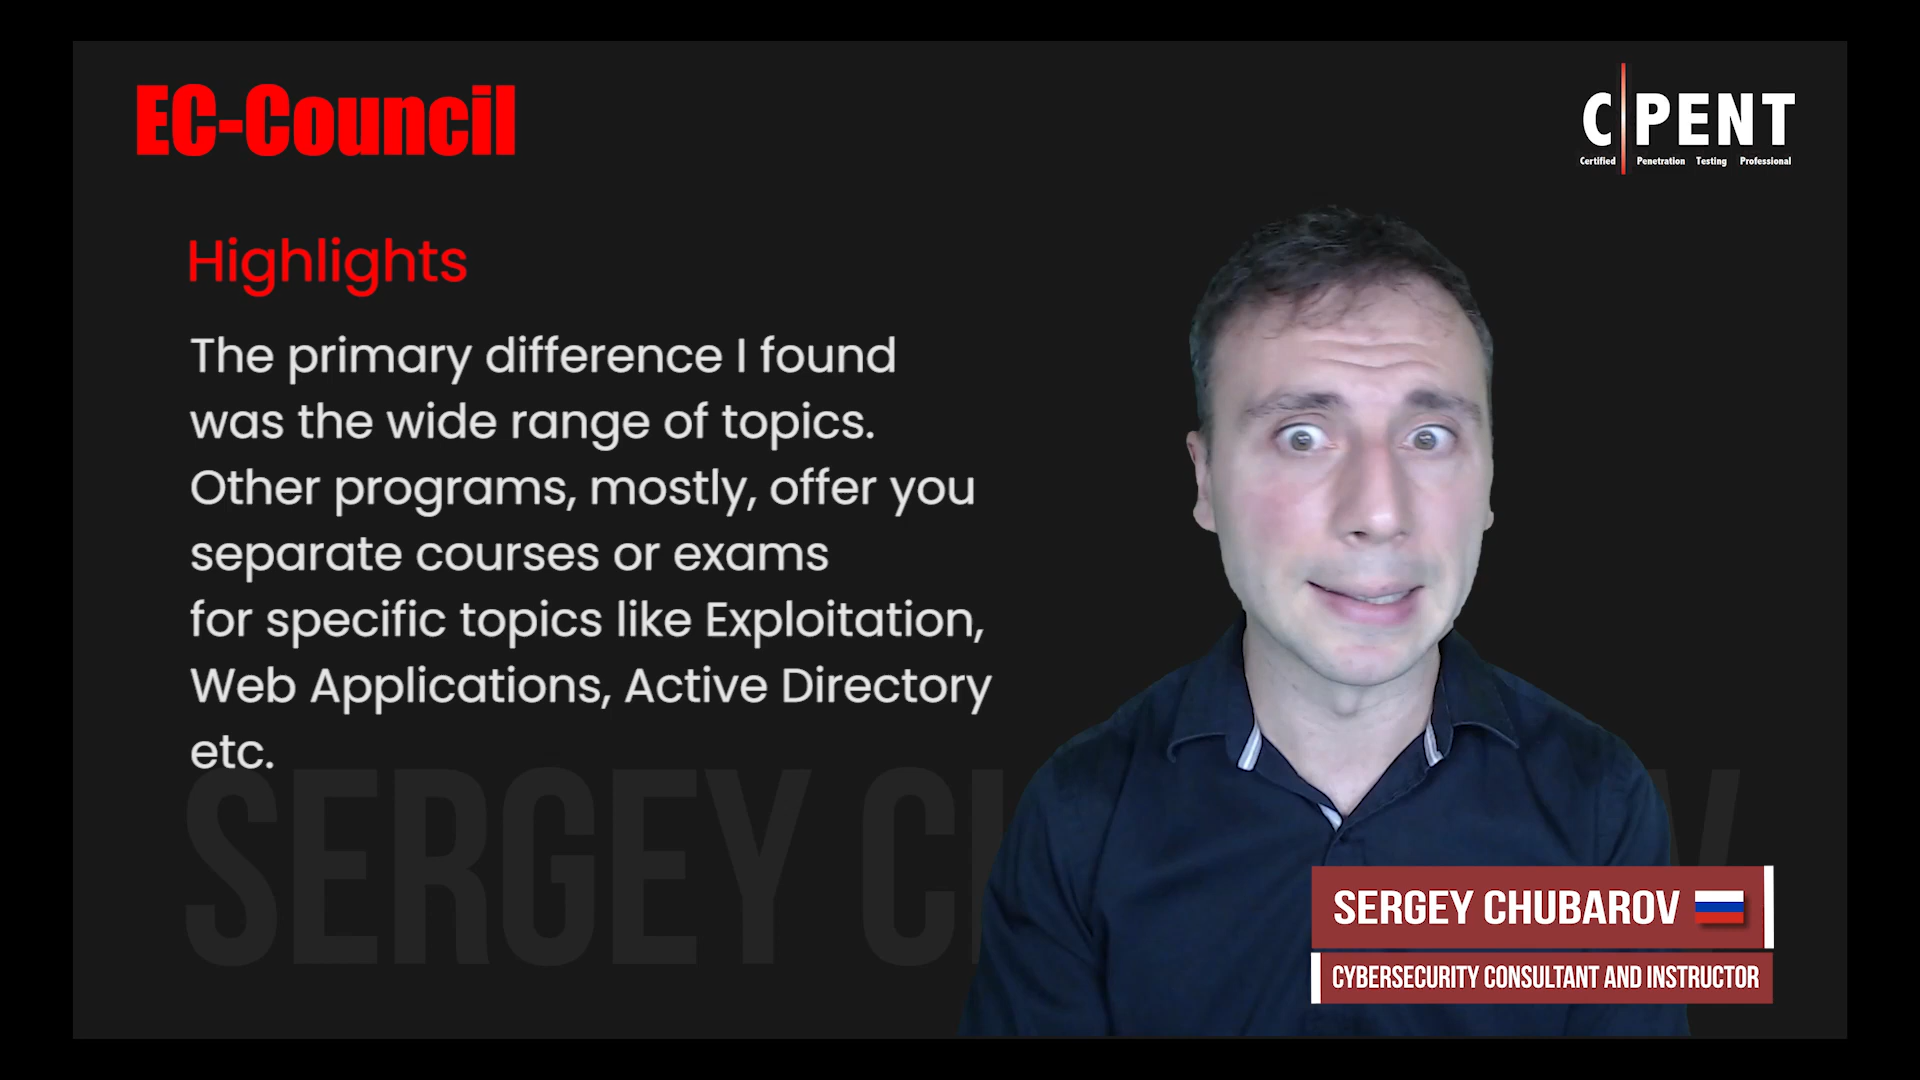 EC-Council
C|PENT
Certified Penetration Testing Professional
Highlights
The primary difference I found
was the wide range of topics.
Other programs, mostly, offer you
separate courses or exams
for specific topics like Exploitation,
Web Applications, Active Directory
etc.
SERGEY CHUBAROV
CYBERSECURITY CONSULTANT AND INSTRUCTOR